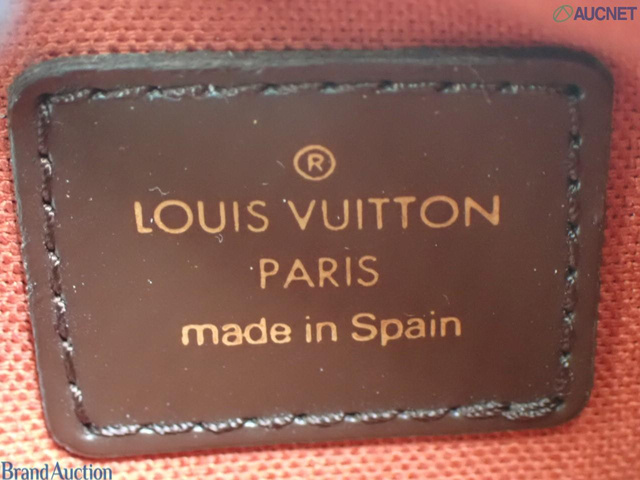 AUCNET
®
LOUIS VUITTON
PARIS
made in Spain
Brand Auction